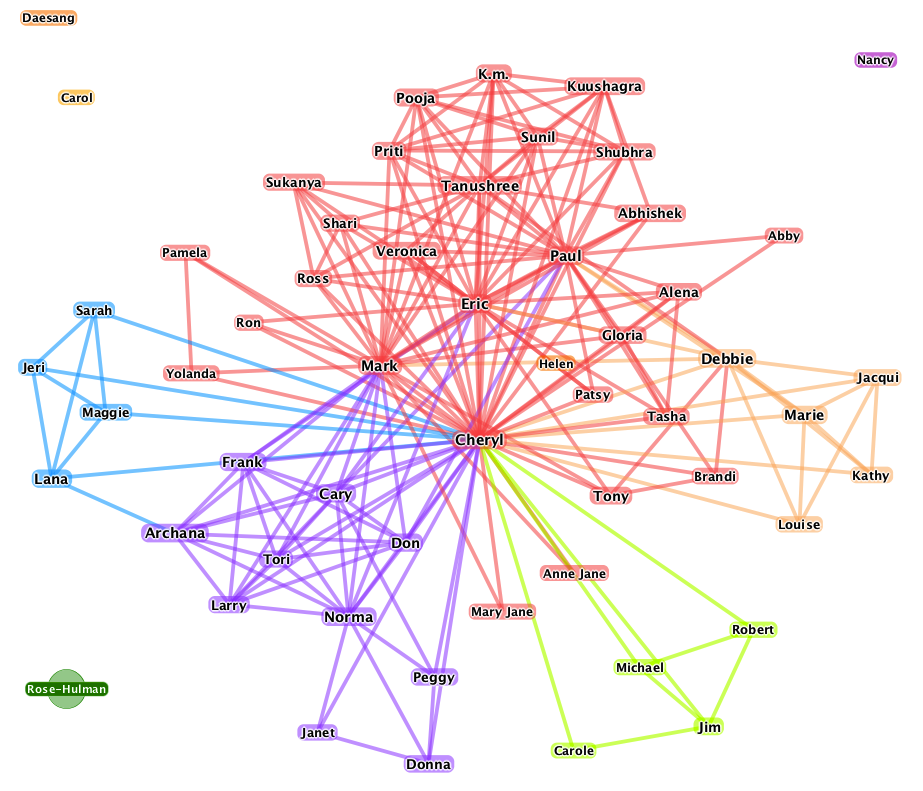 Daesang
Nancy
K.m.
Kuushagra
Carol
Pooja
Sunil
Priti
Shubhra
Sukanya
Tanushree
Abhishek
Shari
Abby
Veronica
Pamela
Paul
Ross
Alena
Eric
Sarah
Ron
Gloria
Debbie
Helen
Mark
Jeri
Yolanda
Jacqui
Patsy
Maggie
Marie
Tasha
Cheryl
Frank
Kathy
Brandi
Lana
Cary
Tony
Louise
Archana
Don
Tori
Anne Jane
Larry
Mary Jane
Norma
Robert
Michael
Peggy
Rose-Hulman
Jim
Janet
Carole
Donna